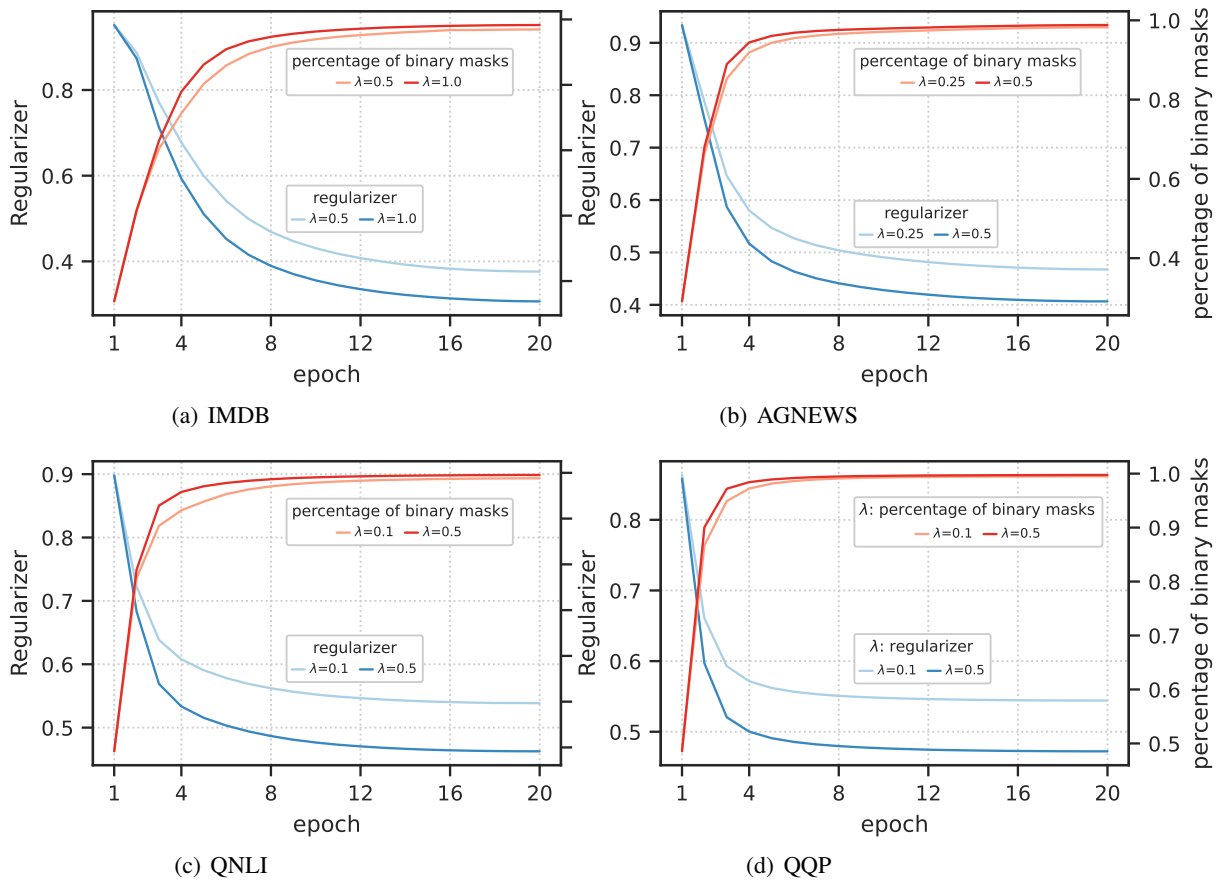 Regularizer
0.8
0.6
0.4
percentage of binary masks
λ=0.5 λ=1.0
regularizer
λ=0.5 λ=1.0
1 4 8 12 16 20
epoch
(a) IMDB
Regularizer
0.9
0.8
0.7
0.6
0.5
0.4
percentage of binary masks
λ=0.25 λ=0.5
regularizer
λ=0.25 λ=0.5
1.0
0.8
0.6
0.4
percentage of binary masks
1 4 8 12 16 20
epoch
(b) AGNEWS
Regularizer
0.9
0.8
0.7
0.6
0.5
percentage of binary masks
λ=0.1 λ=0.5
regularizer
λ=0.1 λ=0.5
1 4 8 12 16 20
epoch
(c) QNLI
Regularizer
0.8
0.7
0.6
0.5
λ: percentage of binary masks
λ=0.1 λ=0.5
λ: regularizer
λ=0.1 λ=0.5
1.0
0.9
0.8
0.7
0.6
0.5
percentage of binary masks
1 4 8 12 16 20
epoch
(d) QQP